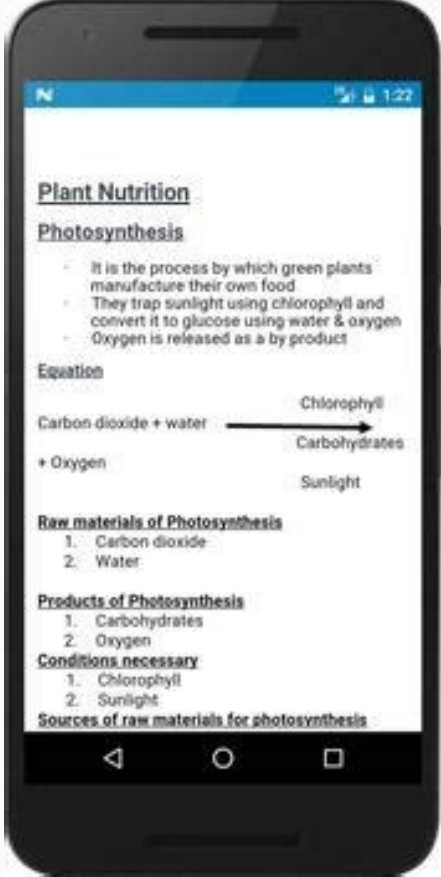 1:22
Plant Nutrition
Photosynthesis
· It is the process by which green plants
manufacture their own food
· They trap sunlight using chlorophyll and
convert it to glucose using water & oxygen
· Oxygen is released as a by product
Equation
Chlorophyll
Carbon dioxide + water
Carbohydrates
+ Oxygen
Sunlight
Raw materials of Photosynthesis
1. Carbon dioxide
2. Water
Products of Photosynthesis
1. Carbohydrates
2. Oxygen
Conditions necessary
1. Chlorophyll
2. Sunlight
Sources of raw materials for photosynthesis